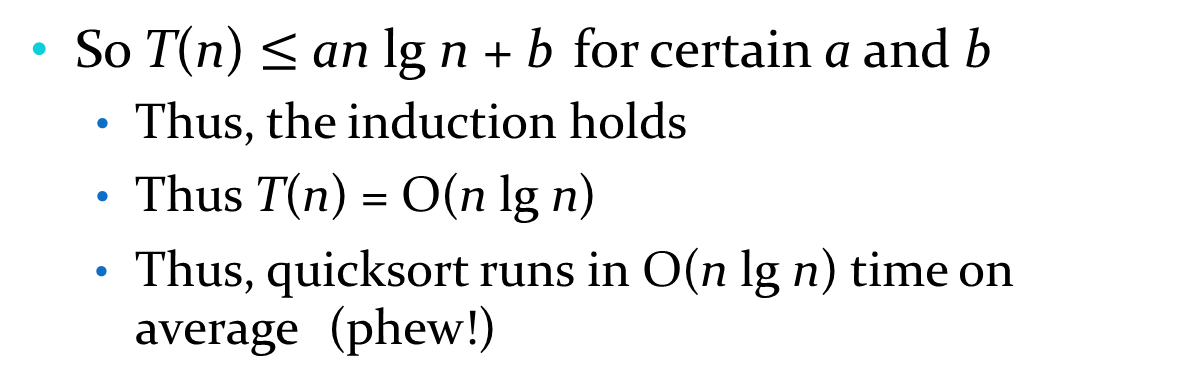 • So T(n) ≤ an lg n + b for certain a and b
• Thus, the induction holds
• Thus T(n) = O(n lg n)
• Thus, quicksort runs in O(n lg n) time on
average (phew!)